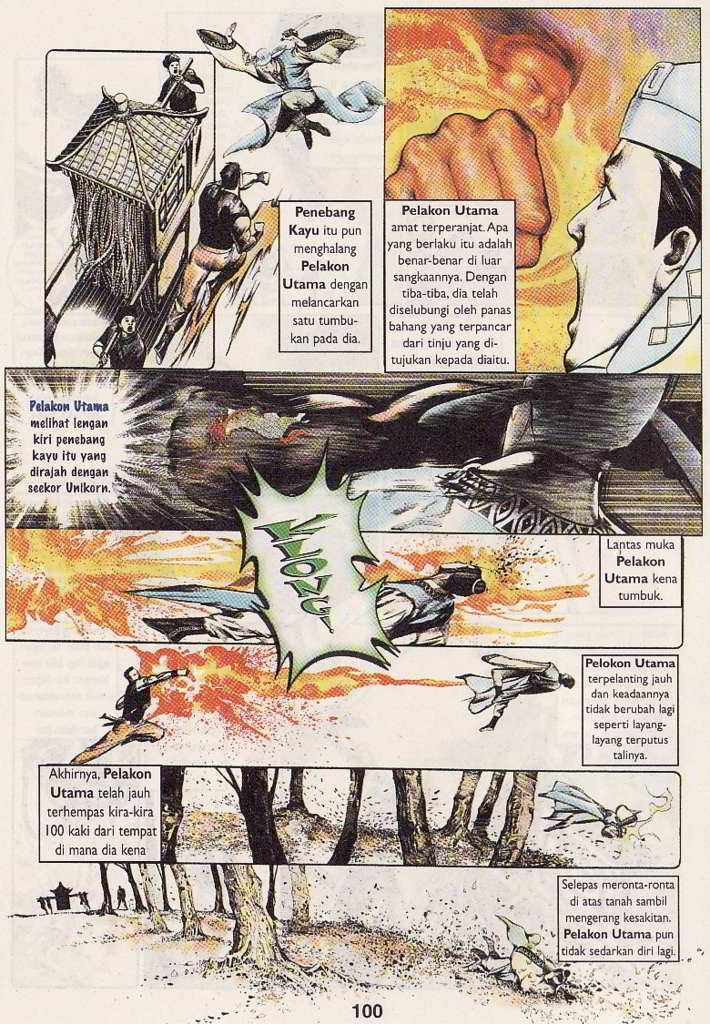 Penebang
Kayu itu pun
menghalang
Pelakon
Utama dengan
melancarkan
satu tumbu-
kan pada dia.
Pelakon Utama
amat terperanjat. Apa
yang berlaku itu adalah
benar-benar di luar
sangkaannya. Dengan
tiba-tiba, dia telah
diselubungi oleh panas
bahang yang terpancar
dari tinju yang di-
tujukan kepada diaitu.
Pelakon Utama
melihat lengan
kiri penebang
kayu itu yang
dirajah dengan
seekor Unikorn.
KLONG
Lantas muka
Pelakon
Utama kena
tumbuk.
Pelokon Utama
terpelanting jauh
dan keadaannya
tidak berubah lagi
seperti layang-
layang terputus
talinya.
Akhirnya, Pelakon
Utama telah jauh
terhempas kira-kira
100 kaki dari tempat
di mana dia kena
Selepas meronta-ronta
di atas tanah sambil
mengerang kesakitan.
Pelakon Utama pun
tidak sedarkan diri lagi.
100